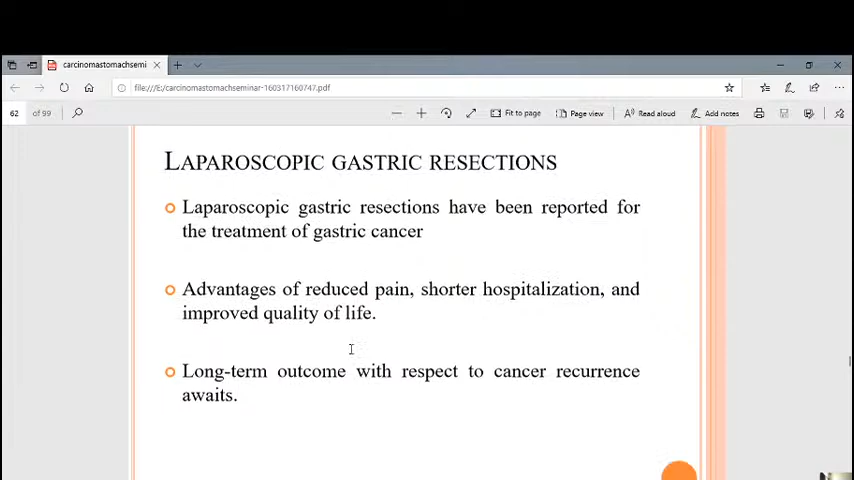 carcinomastomachsemi
file:///E:/carcinomastomachseminar-160317160747.pdf
62 of 99 Fit to page Page view Read aloud Add notes
LAPAROSCOPIC GASTRIC RESECTIONS
Laparoscopic gastric resections have been reported for
the treatment of gastric cancer
Advantages of reduced pain, shorter hospitalization, and
improved quality of life.
Long-term outcome with respect to cancer recurrence
awaits.